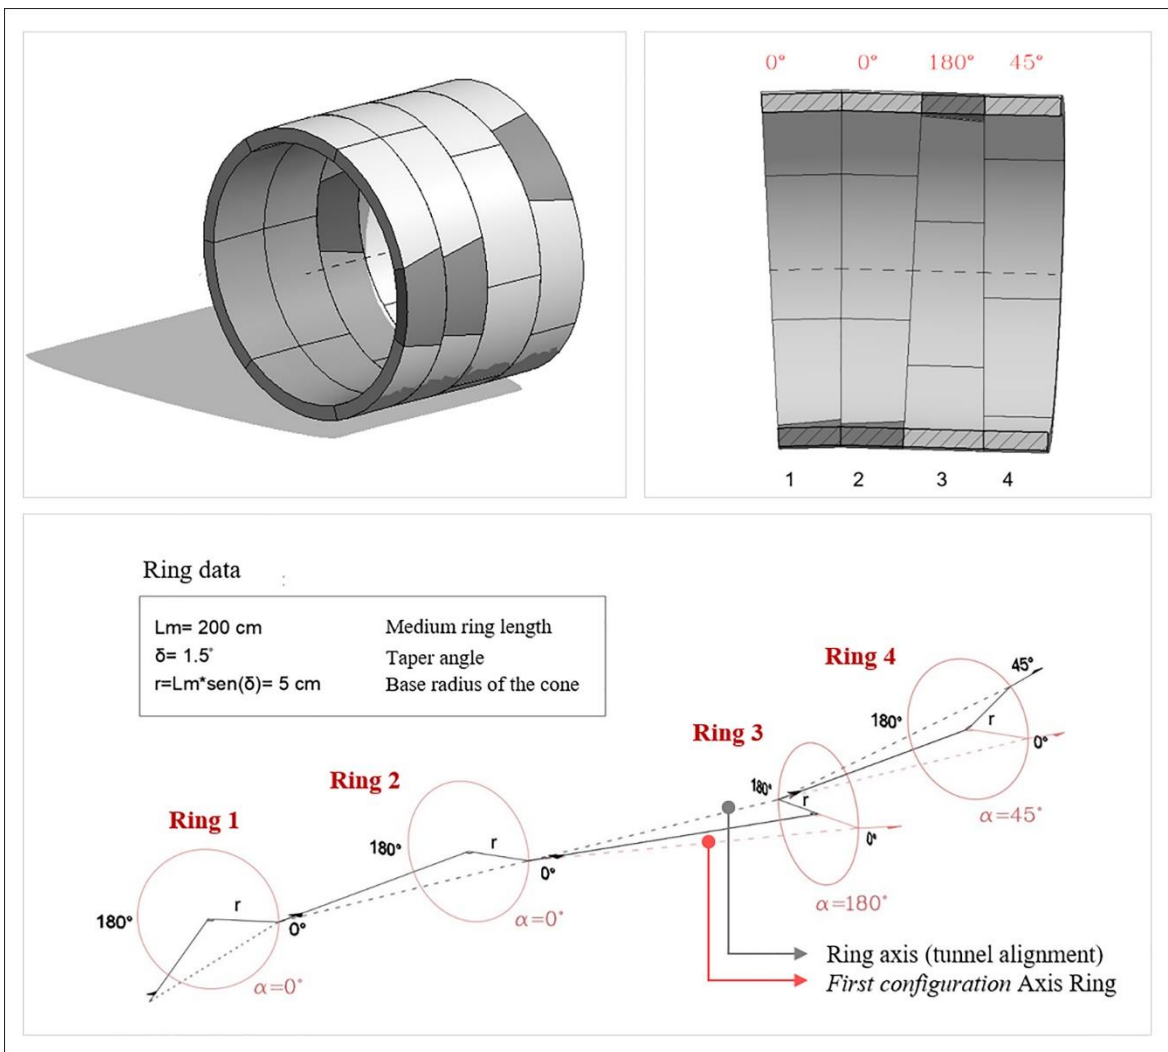 0° 0° 180° 45°
1 2 3 4
Ring data :
Lm= 200 cm Medium ring length
δ= 1.5° Taper angle
r=Lm*sen(δ)= 5 cm Base radius of the cone
Ring 1
180°
r
0°
α=0°
Ring 2
180°
r
0°
α=0°
Ring 3
180°
r
0°
α=180°
Ring 4
45°
180°
r
0°
α=45°
Ring axis (tunnel alignment)
First configuration Axis Ring